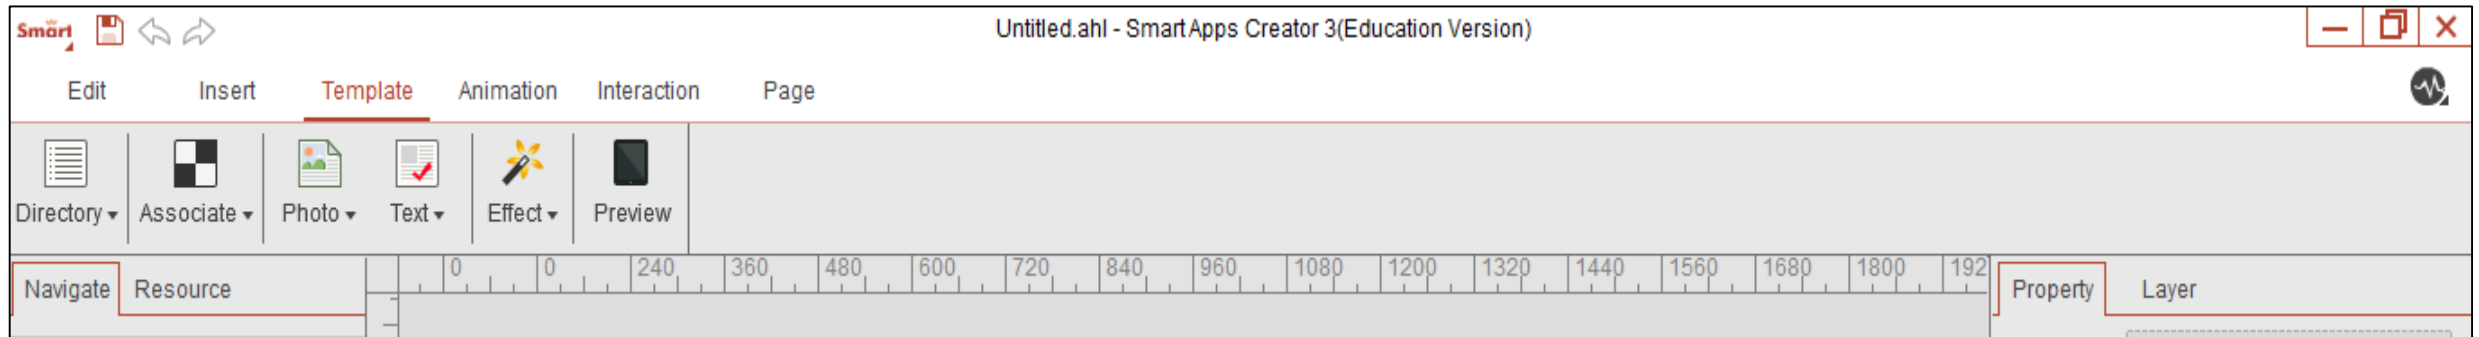 Smart Untitled.ahl - SmartApps Creator 3(Education Version)
Edit Insert Template Animation Interaction Page
Directory Associate Photo Text Effect Preview
0 0 240 360 480 600 720 840 960 1080 1200 1320 1440 1560 1680 1800 192
Navigate Resource Property Layer